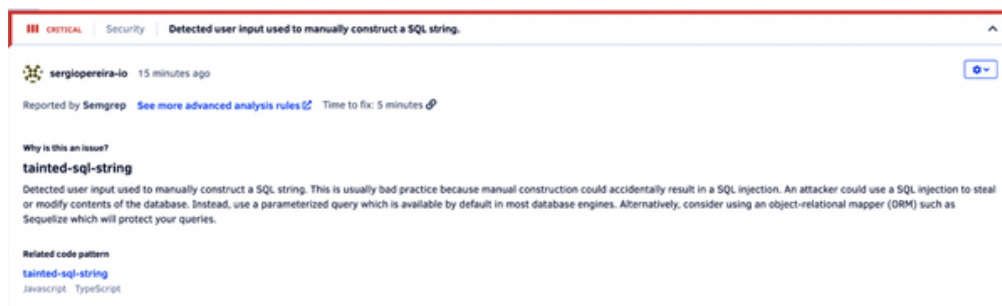 CRITICAL Security Detected user input used to manually construct a SQL string.
sergiopereira-io 15 minutes ago
Reported by Semgrep See more advanced analysis rules Time to fix: 5 minutes
Why is this an issue?
tainted-sql-string
Detected user input used to manually construct a SQL string. This is usually bad practice because manual construction could accidentally result in a SQL injection. An attacker could use a SQL injection to steal
or modify contents of the database. Instead, use a parameterized query which is available by default in most database engines. Alternatively, consider using an object-relational mapper (ORM) such as
Sequelize which will protect your queries.
Related code pattern
tainted-sql-string
Javascript TypeScript